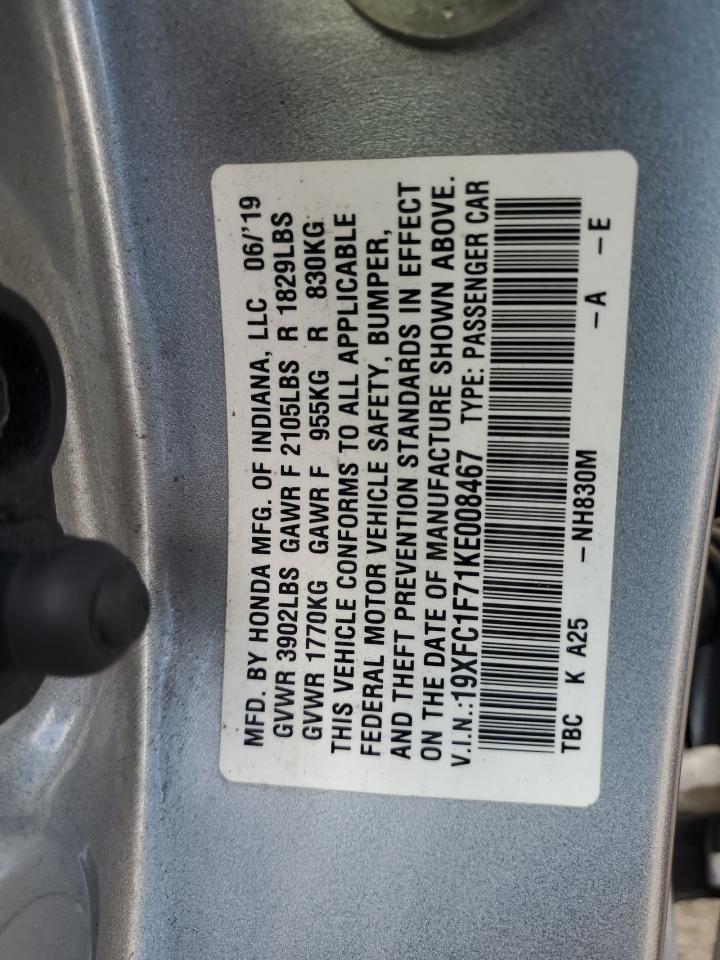 MFD. BY HONDA MFG. OF INDIANA, LLC 06/'19
GVWR 3902LBS GAWR F 2105LBS R 1829LBS
GVWR 1770KG GAWR F 955KG R 830KG
THIS VEHICLE CONFORMS TO ALL APPLICABLE
FEDERAL MOTOR VEHICLE SAFETY, BUMPER,
AND THEFT PREVENTION STANDARDS IN EFFECT
ON THE DATE OF MANUFACTURE SHOWN ABOVE.
V.I.N.:19XFC1F71KE008467 TYPE: PASSENGER CAR
TBC K A25 -NH830M -A -E